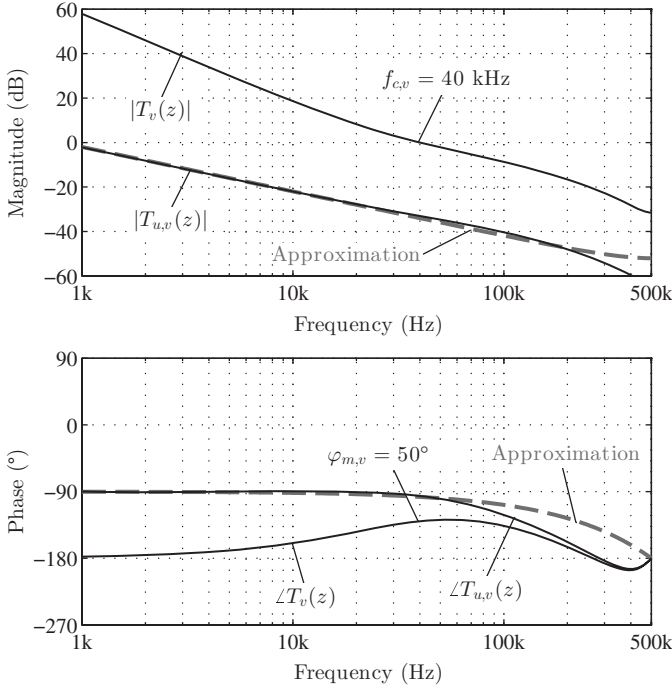 60
40
20
0
−20
−40
−60
Magnitude (dB)
|T_v(z)|
f_{c,v} = 40 kHz
|T_{u,v}(z)|
Approximation
1k
10k
100k
500k
Frequency (Hz)
90
0
−90
−180
−270
Phase (°)
φ_{m,v} = 50°
Approximation
∠T_v(z)
∠T_{u,v}(z)
1k
10k
100k
500k
Frequency (Hz)